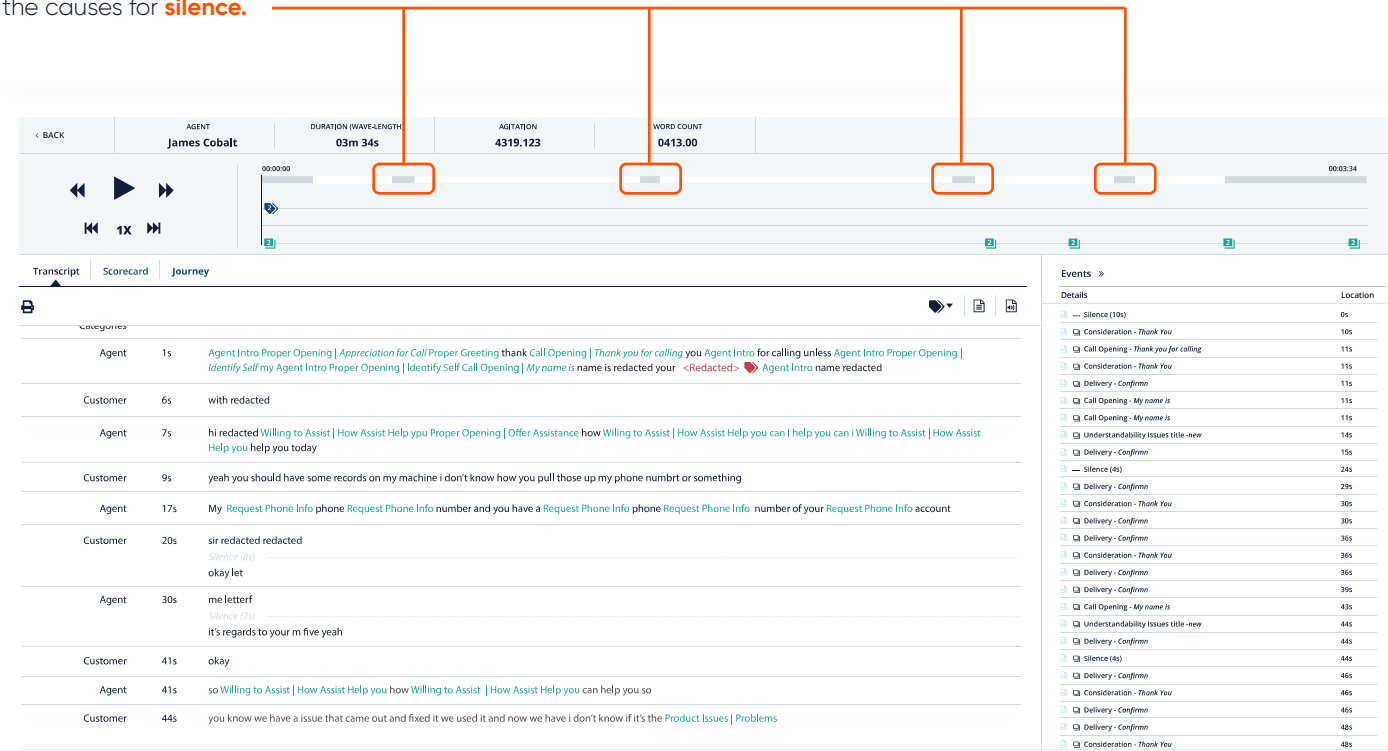 the causes for silence.
‹ BACK
AGENT
James Cobalt
DURATION (WAVE-LENGTH)
03m 34s
AGITATION
4319.123
WORD COUNT
0413.00
00:00:00
00:03:34
1X
2
2
2
2
2
2
Transcript
Scorecard
Journey
Categories
Agent 1s Agent Intro Proper Opening | Appreciation for Call Proper Greeting thank Call Opening | Thank you for calling you Agent Intro for calling unless Agent Intro Proper Opening |
Identify Self my Agent Intro Proper Opening | Identify Self Call Opening | My name is name is redacted your <Redacted> Agent Intro name redacted
Customer 6s with redacted
Agent 7s hi redacted Willing to Assist | How Assist Help ypu Proper Opening | Offer Assistance how Wiling to Assist | How Assist Help you can I help you can i Willing to Assist | How Assist
Help you help you today
Customer 9s yeah you should have some records on my machine i don't know how you pull those up my phone numbrt or something
Agent 17s My Request Phone Info phone Request Phone Info number and you have a Request Phone Info phone Request Phone Info number of your Request Phone Info account
Customer 20s sir redacted redacted
Silence (8s)
okay let
Agent 30s me letterf
Silence (7s)
it's regards to your m five yeah
Customer 41s okay
Agent 41s so Willing to Assist | How Assist Help you how Willing to Assist | How Assist Help you can help you so
Customer 44s you know we have a issue that came out and fixed it we used it and now we have i don't know if it's the Product Issues | Problems
Events »
Details Location
Silence (10s) 0s
Consideration - Thank You 10s
Call Opening - Thank you for calling 11s
Consideration - Thank You 11s
Delivery - Confirmn 11s
Call Opening - My name is 11s
Call Opening - My name is 11s
Understandability Issues title -new 14s
Delivery - Confirmn 15s
Silence (4s) 24s
Delivery - Confirmn 29s
Consideration - Thank You 30s
Delivery - Confirmn 30s
Delivery - Confirmn 36s
Consideration - Thank You 36s
Delivery - Confirmn 36s
Delivery - Confirmn 39s
Call Opening - My name is 43s
Understandability Issues title -new 44s
Delivery - Confirmn 44s
Silence (4s) 44s
Delivery - Confirmn 46s
Consideration - Thank You 46s
Delivery - Confirmn 46s
Delivery - Confirmn 48s
Consideration - Thank You 48s